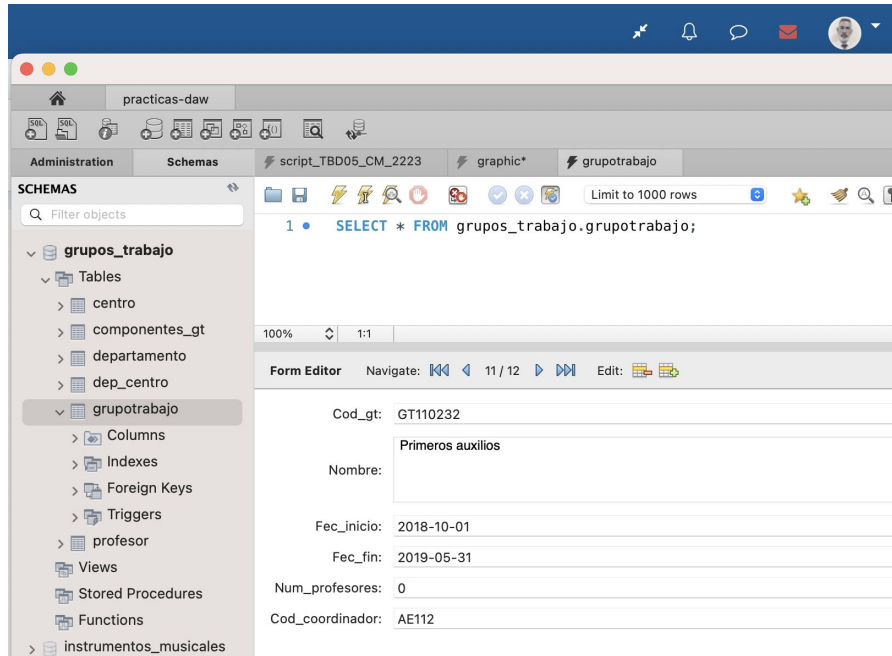 practicas-daw
SQL SQL
Administration Schemas
script_TBD05_CM_2223 graphic* grupotrabajo
SCHEMAS
Filter objects
grupos_trabajo
Tables
centro
componentes_gt
departamento
dep_centro
grupotrabajo
Columns
Indexes
Foreign Keys
Triggers
profesor
Views
Stored Procedures
Functions
instrumentos_musicales
Limit to 1000 rows
1 SELECT * FROM grupos_trabajo.grupotrabajo;
100% 1:1
Form Editor Navigate: 11 / 12 Edit:
Cod_gt: GT110232
Nombre: Primeros auxilios
Fec_inicio: 2018-10-01
Fec_fin: 2019-05-31
Num_profesores: 0
Cod_coordinador: AE112